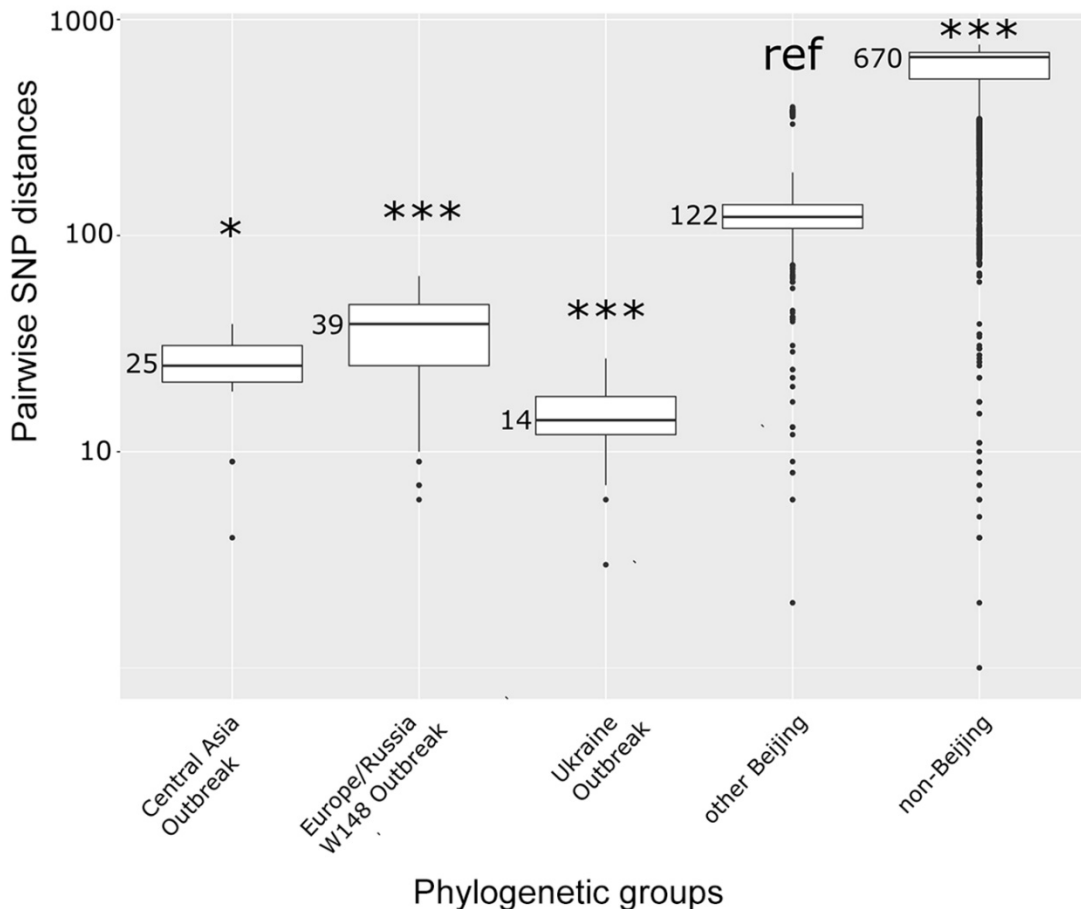 1000
100
10
Pairwise SNP distances
25
*
39
***
14
***
122
ref
670
***
Central Asia
Outbreak
Europe/Russia
W148 Outbreak
Ukraine
Outbreak
other Beijing
non-Beijing
Phylogenetic groups